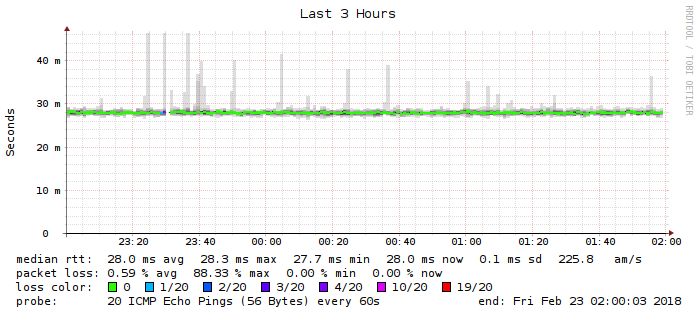 Last 3 Hours
RRDTOOL / TOBI OETIKER
Seconds
40 m
30 m
20 m
10 m
0
23:20 23:40 00:00 00:20 00:40 01:00 01:20 01:40 02:00
median rtt: 28.0 ms avg 28.3 ms max 27.7 ms min 28.0 ms now 0.1 ms sd 225.8 am/s
packet loss: 0.59 % avg 88.33 % max 0.00 % min 0.00 % now
loss color: 0 1/20 2/20 3/20 4/20 10/20 19/20
probe: 20 ICMP Echo Pings (56 Bytes) every 60s end: Fri Feb 23 02:00:03 2018